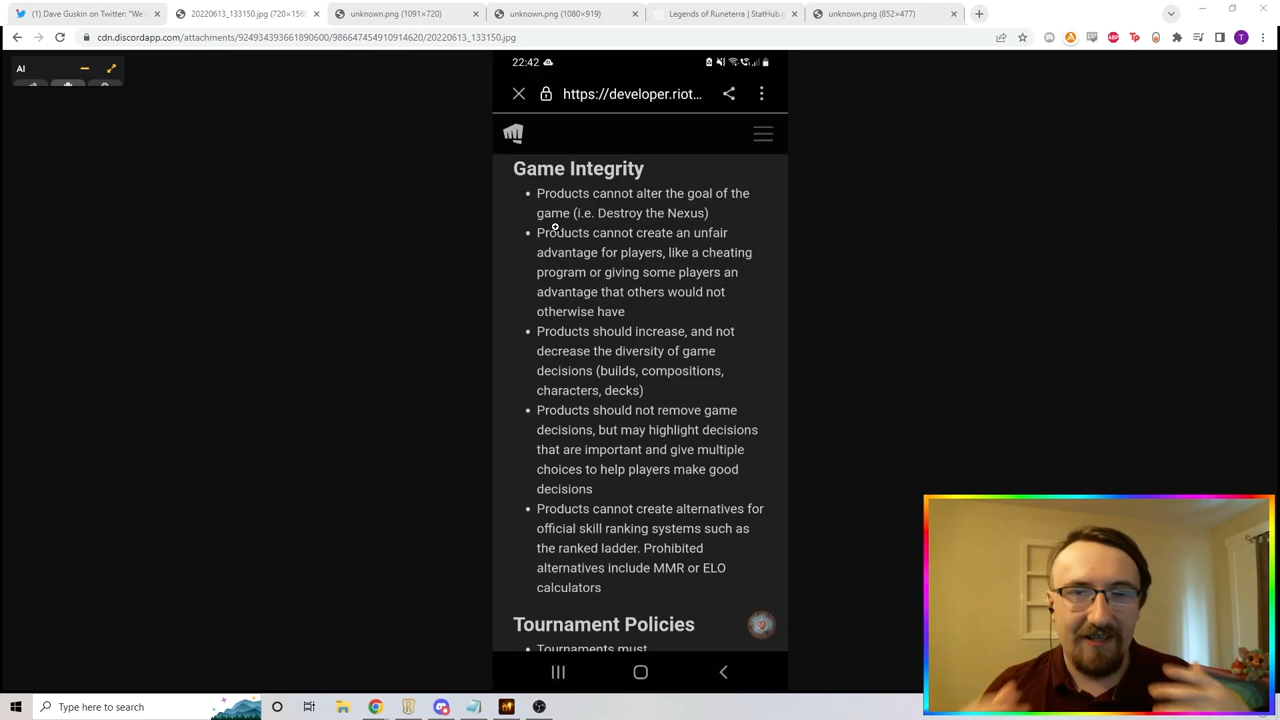 Dave Guskin on Twitter: "We'
20220613_133150.jpg (720×156
unknown.png (1091×720)
unknown.png (1080×919)
Legends of Runeterra | StatHub.g
unknown.png (852×477)
cdn.discordapp.com/attachments/924934393661890600/986647454910914620/20220613_133150.jpg
ABP
T
AI
22:42
https://developer.riot...
Game Integrity
• Products cannot alter the goal of the
game (i.e. Destroy the Nexus)
• Products cannot create an unfair
advantage for players, like a cheating
program or giving some players an
advantage that others would not
otherwise have
• Products should increase, and not
decrease the diversity of game
decisions (builds, compositions,
characters, decks)
• Products should not remove game
decisions, but may highlight decisions
that are important and give multiple
choices to help players make good
decisions
• Products cannot create alternatives for
official skill ranking systems such as
the ranked ladder. Prohibited
alternatives include MMR or ELO
calculators
Tournament Policies
• Tournaments must
Type here to search